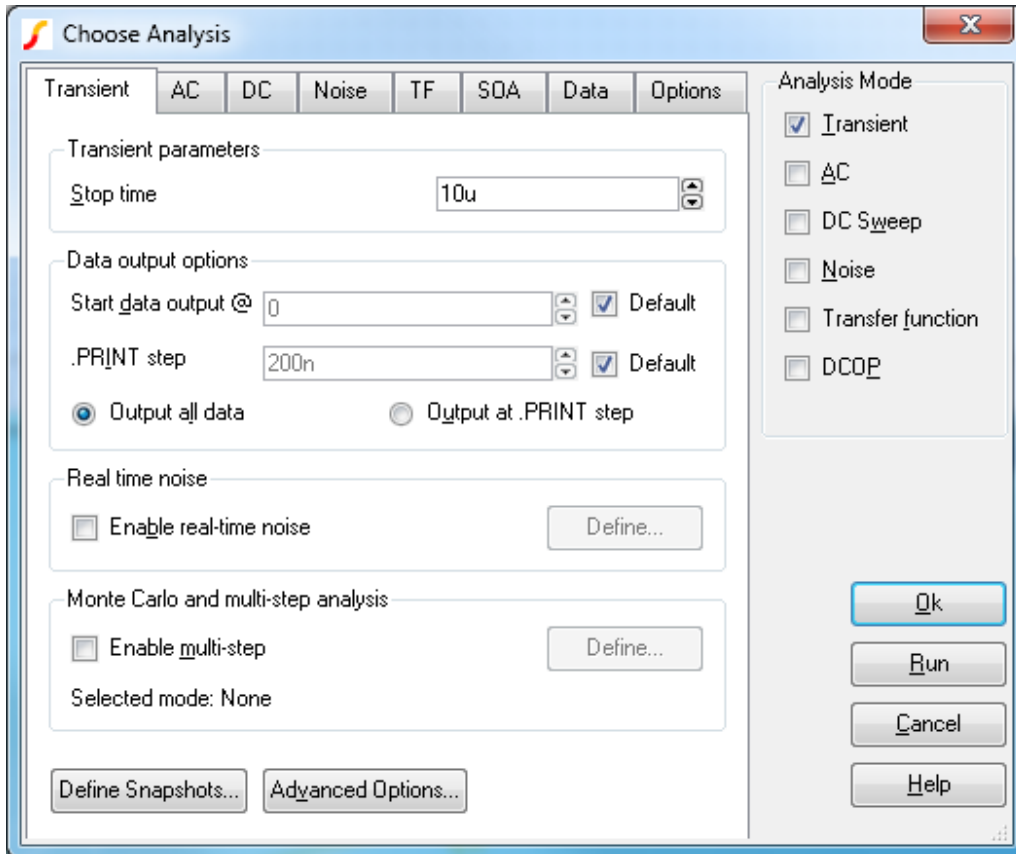 Choose Analysis
Transient AC DC Noise TF SOA Data Options
Transient parameters
Stop time 10u
Data output options
Start data output @ 0 Default
.PRINT step 200n Default
Output all data Output at .PRINT step
Real time noise
Enable real-time noise Define...
Monte Carlo and multi-step analysis
Enable multi-step Define...
Selected mode: None
Define Snapshots... Advanced Options...
Analysis Mode
Transient
AC
DC Sweep
Noise
Transfer function
DCOP
Ok
Run
Cancel
Help